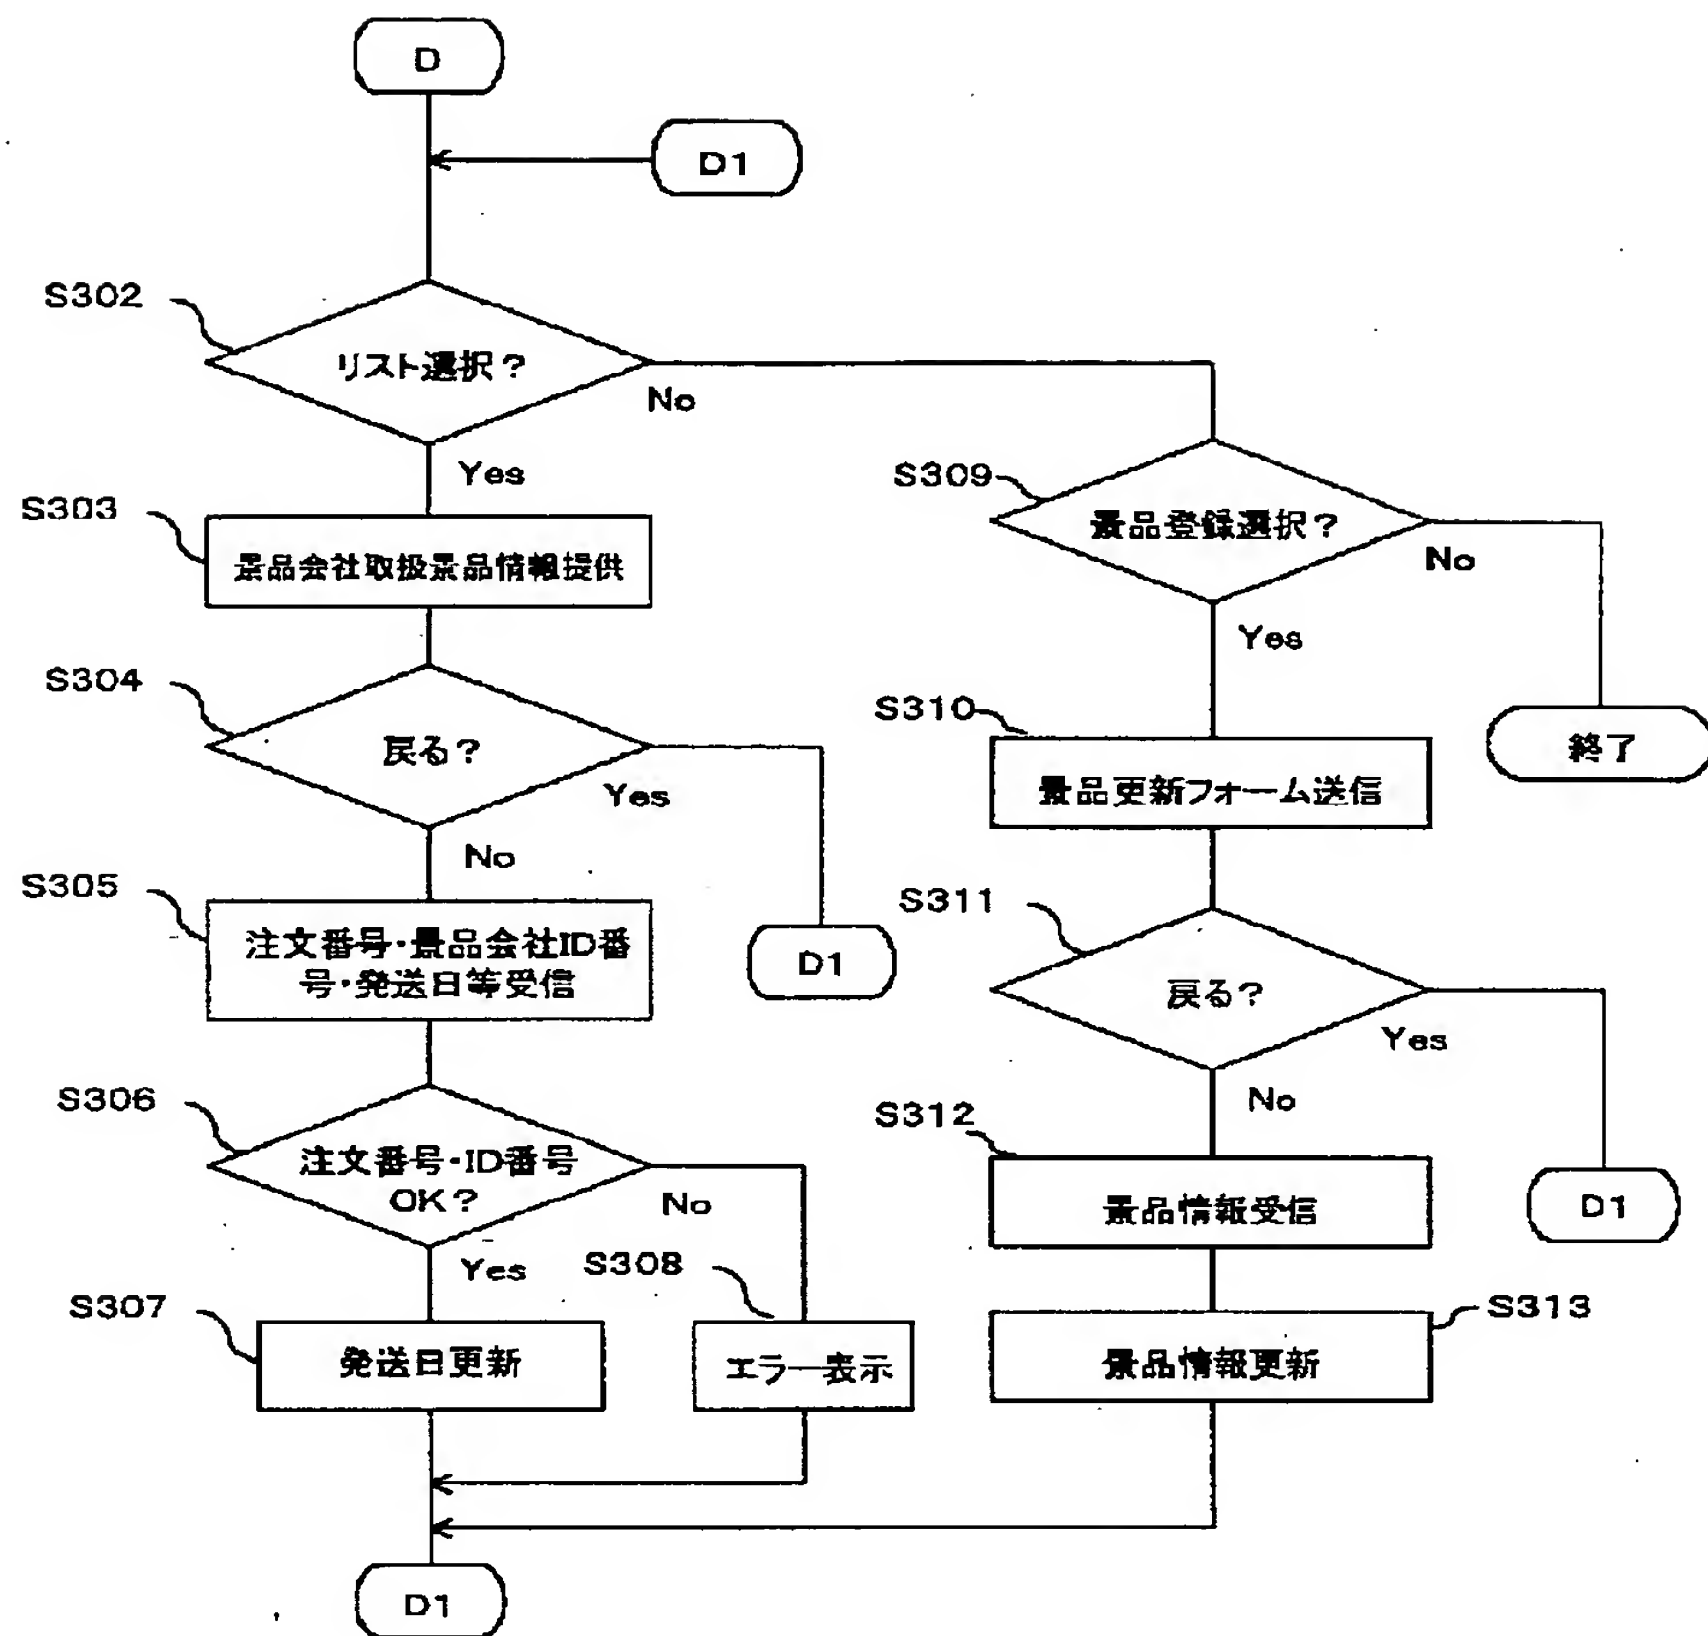 D
D1
S302
リスト選択？
No
Yes
S303
景品会社取扱景品情報提供
S304
戻る？
Yes
No
D1
S305
注文番号・景品会社ID番
号・発送日等受信
S306
注文番号・ID番号
OK？
No
Yes
S307
発送日更新
S308
エラー表示
S309
景品登録選択？
No
Yes
終了
S310
景品更新フォーム送信
S311
戻る？
Yes
No
D1
S312
景品情報受信
S313
景品情報更新
D1